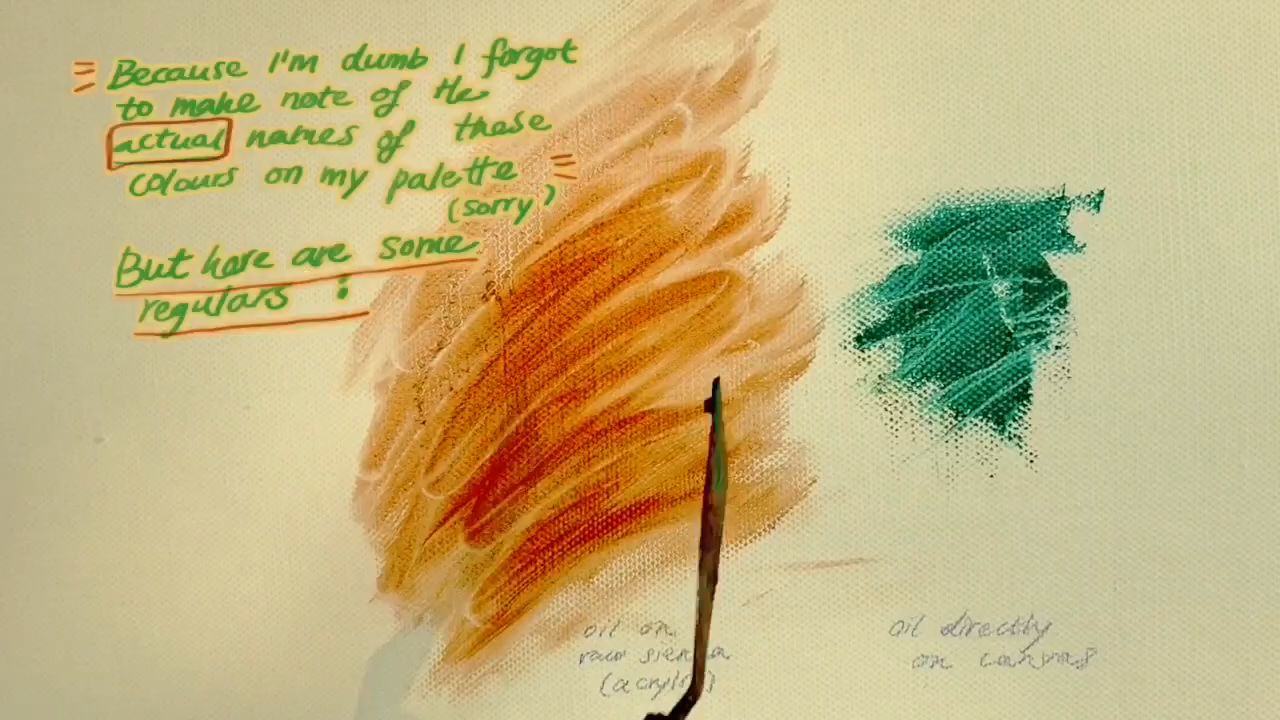 Because I'm dumb I forgot
to make note of the
actual names of these
colours on my palette
(sorry)
But here are some
regulars :
oil on
raw sienna
(acrylic)
oil directly
on canvas